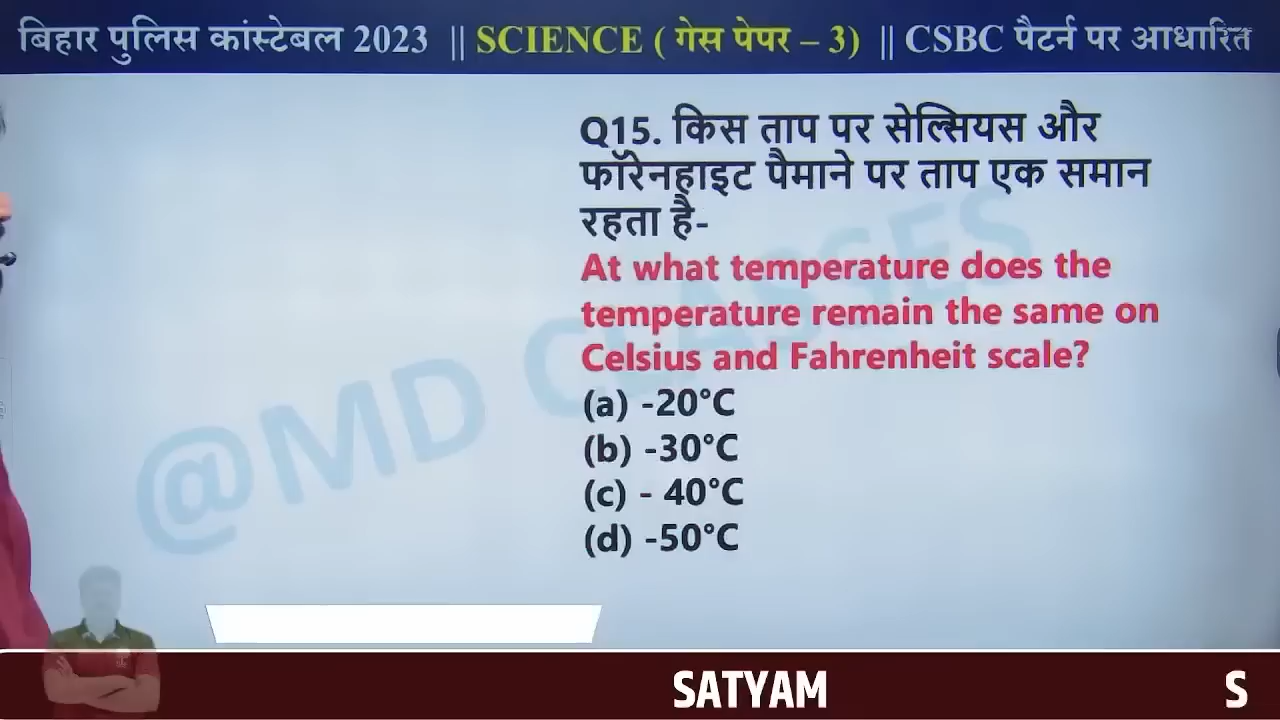 बिहार पुलिस कांस्टेबल 2023 || SCIENCE ( गेस पेपर – 3) || CSBC पैटर्न पर आधारित
Q15. किस ताप पर सेल्सियस और
फॉरेनहाइट पैमाने पर ताप एक समान
रहता है-
At what temperature does the
temperature remain the same on
Celsius and Fahrenheit scale?
(a) -20°C
(b) -30°C
(c) - 40°C
(d) -50°C
@MD CLASSES
SATYAM
S